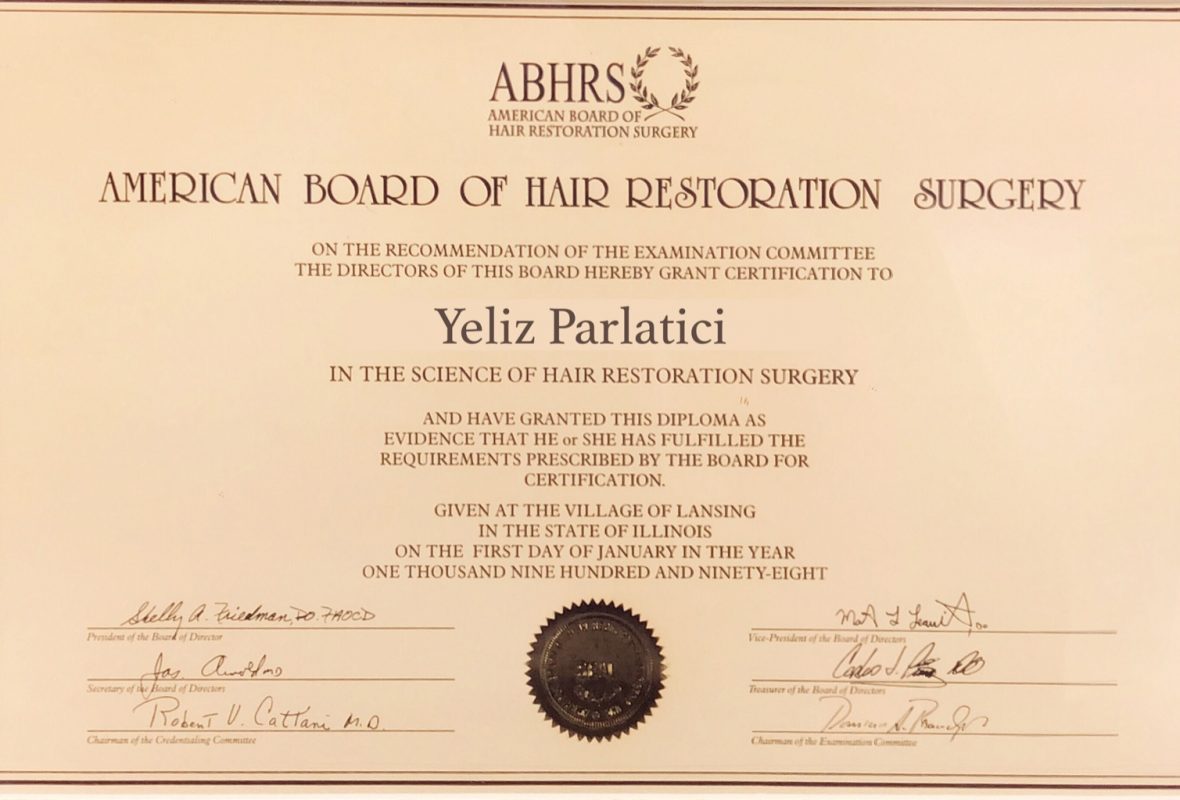 ABHRS
AMERICAN BOARD OF
HAIR RESTORATION SURGERY
AMERICAN BOARD OF HAIR RESTORATION SURGERY
ON THE RECOMMENDATION OF THE EXAMINATION COMMITTEE
THE DIRECTORS OF THIS BOARD HEREBY GRANT CERTIFICATION TO
Yeliz Parlatici
IN THE SCIENCE OF HAIR RESTORATION SURGERY
AND HAVE GRANTED THIS DIPLOMA AS
EVIDENCE THAT HE or SHE HAS FULFILLED THE
REQUIREMENTS PRESCRIBED BY THE BOARD FOR
CERTIFICATION.
GIVEN AT THE VILLAGE OF LANSING
IN THE STATE OF ILLINOIS
ON THE FIRST DAY OF JANUARY IN THE YEAR
ONE THOUSAND NINE HUNDRED AND NINETY-EIGHT
Shelly A. Friedman, DO. FAOCD
President of the Board of Director
Jas.
Secretary of the Board of Directors
Robert V. Cattani M.D.
Chairman of the Credentialing Committee
SEAL
Vice-President of the Board of Directors
Treasurer of the Board of Directors
Chairman of the Examination Committee